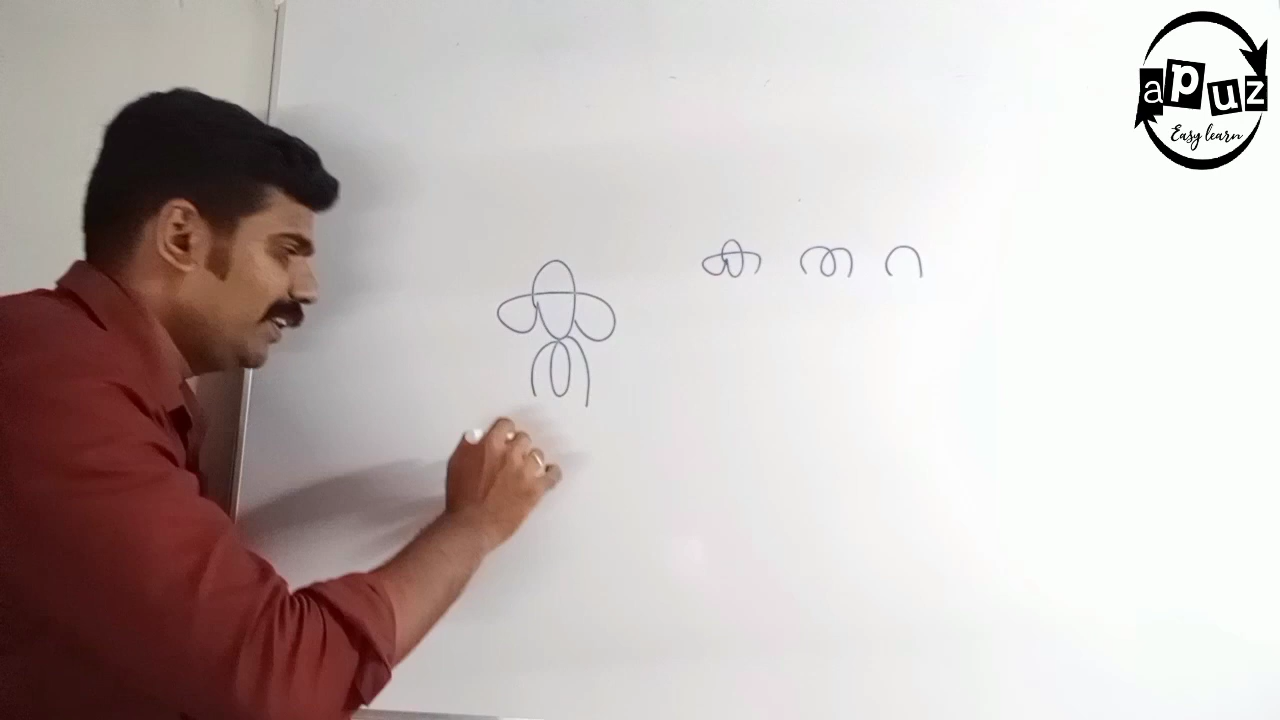 apuz
Easy learn
ക ത റ